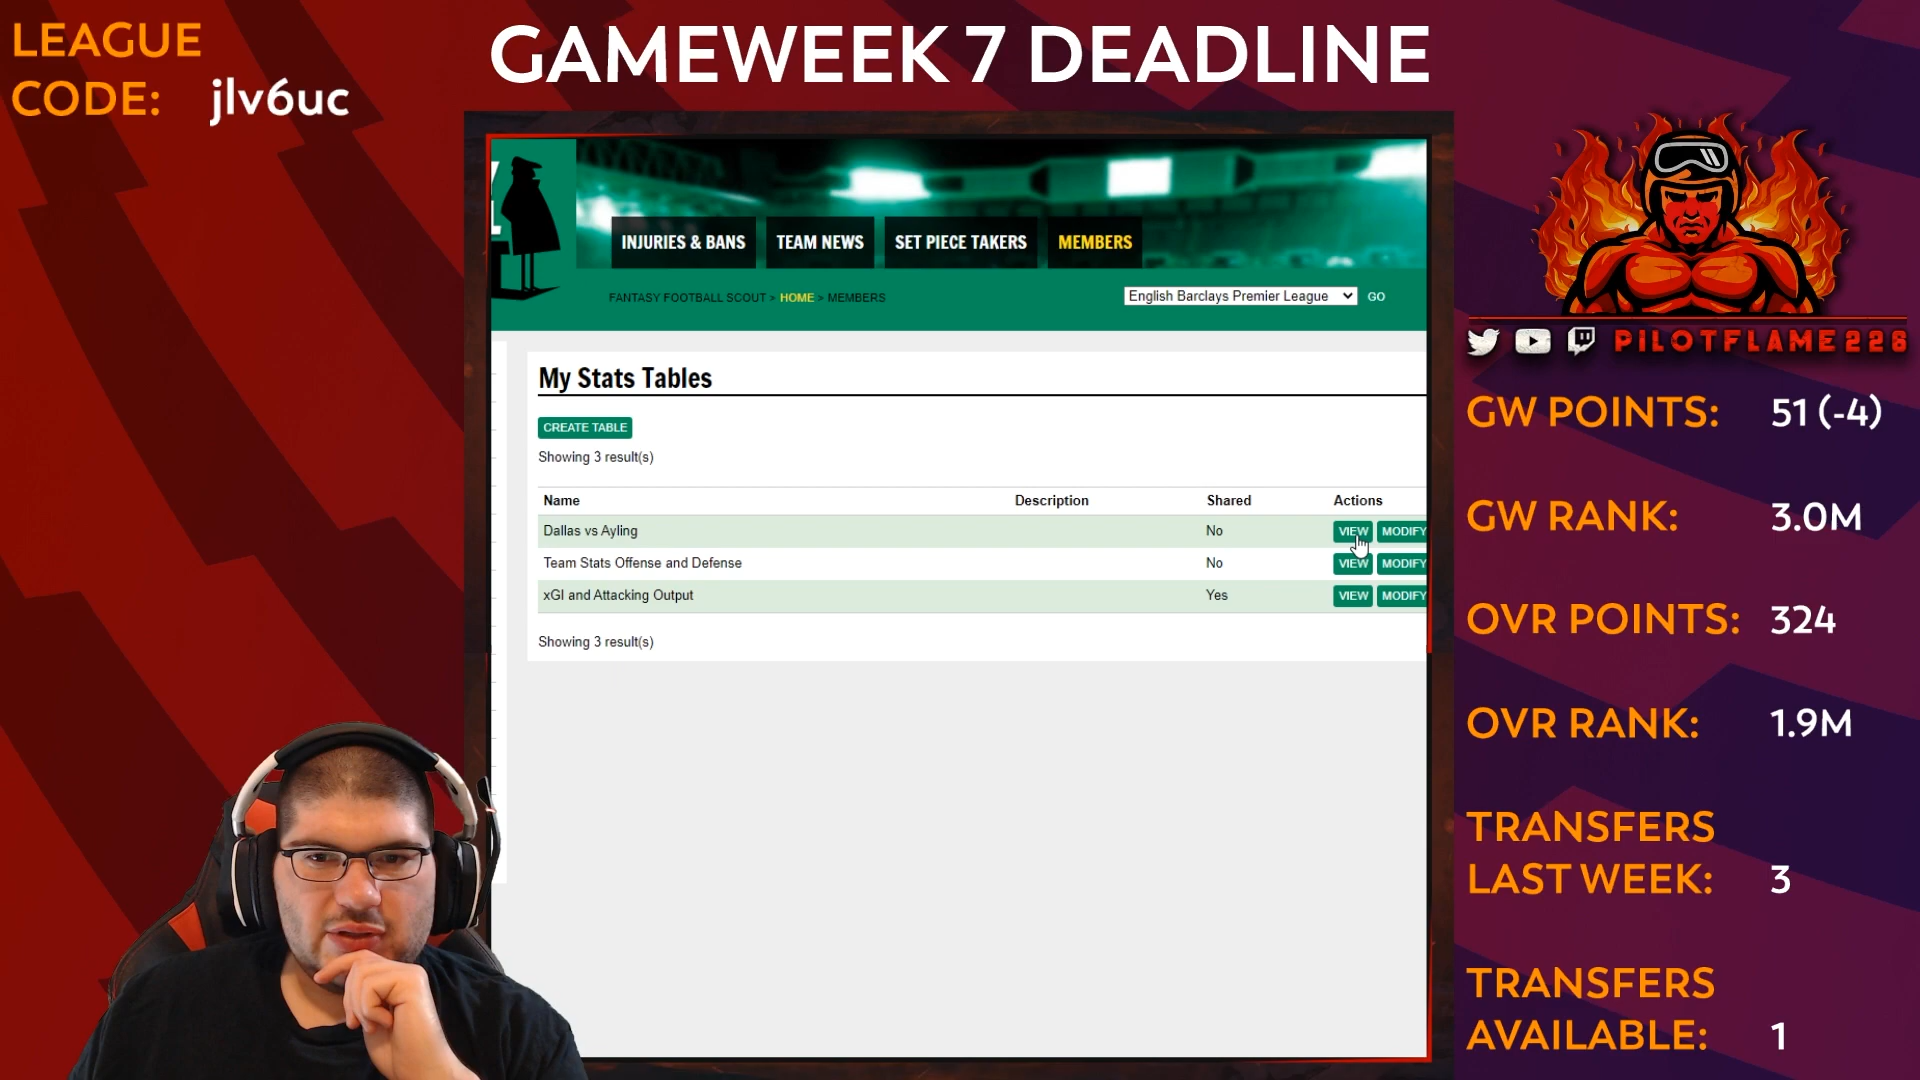 LEAGUE
CODE: jlv6uc
GAMEWEEK 7 DEADLINE
INJURIES & BANS TEAM NEWS SET PIECE TAKERS MEMBERS
FANTASY FOOTBALL SCOUT > HOME > MEMBERS
English Barclays Premier League GO
My Stats Tables
CREATE TABLE
Showing 3 result(s)
Name Description Shared Actions
Dallas vs Ayling No VIEW MODIFY
Team Stats Offense and Defense No VIEW MODIFY
xGI and Attacking Output Yes VIEW MODIFY
Showing 3 result(s)
PILOTFLAME226
GW POINTS: 51 (-4)
GW RANK: 3.0M
OVR POINTS: 324
OVR RANK: 1.9M
TRANSFERS
LAST WEEK: 3
TRANSFERS
AVAILABLE: 1